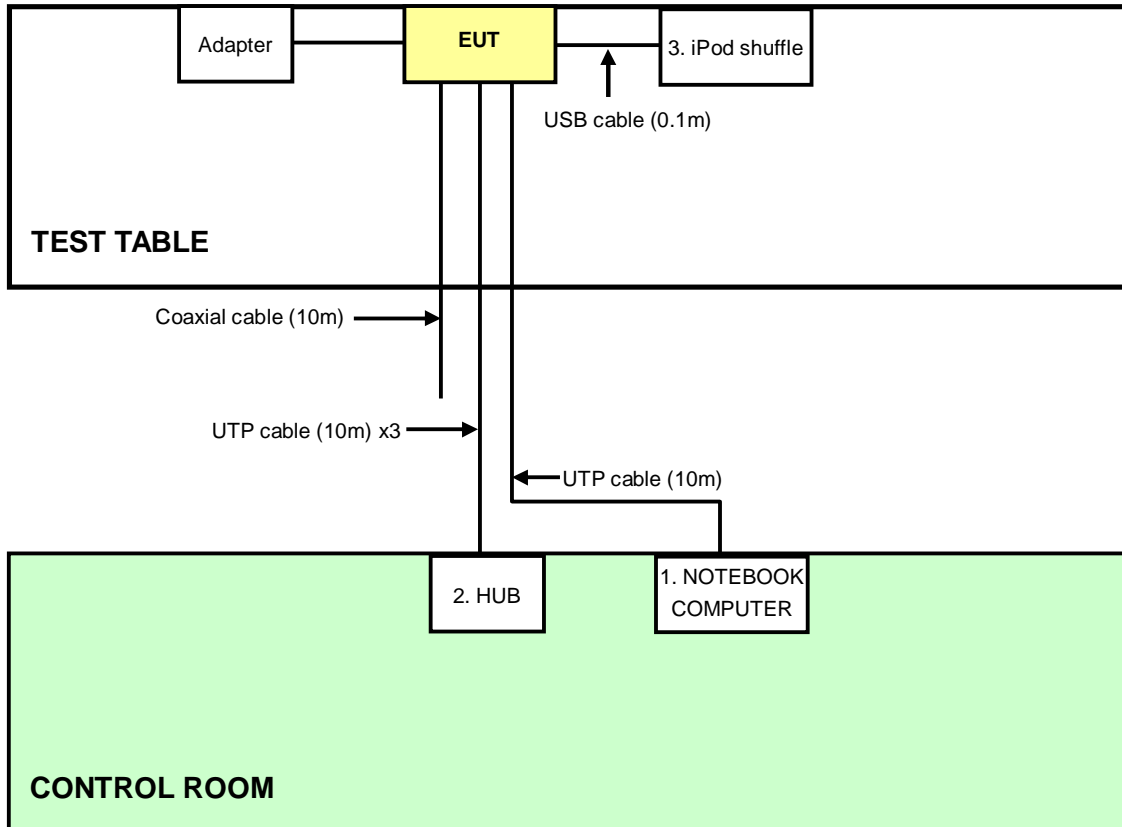 Adapter
EUT
3. iPod shuffle
USB cable (0.1m)
TEST TABLE
Coaxial cable (10m)
UTP cable (10m) x3
UTP cable (10m)
2. HUB
1. NOTEBOOK
COMPUTER
CONTROL ROOM